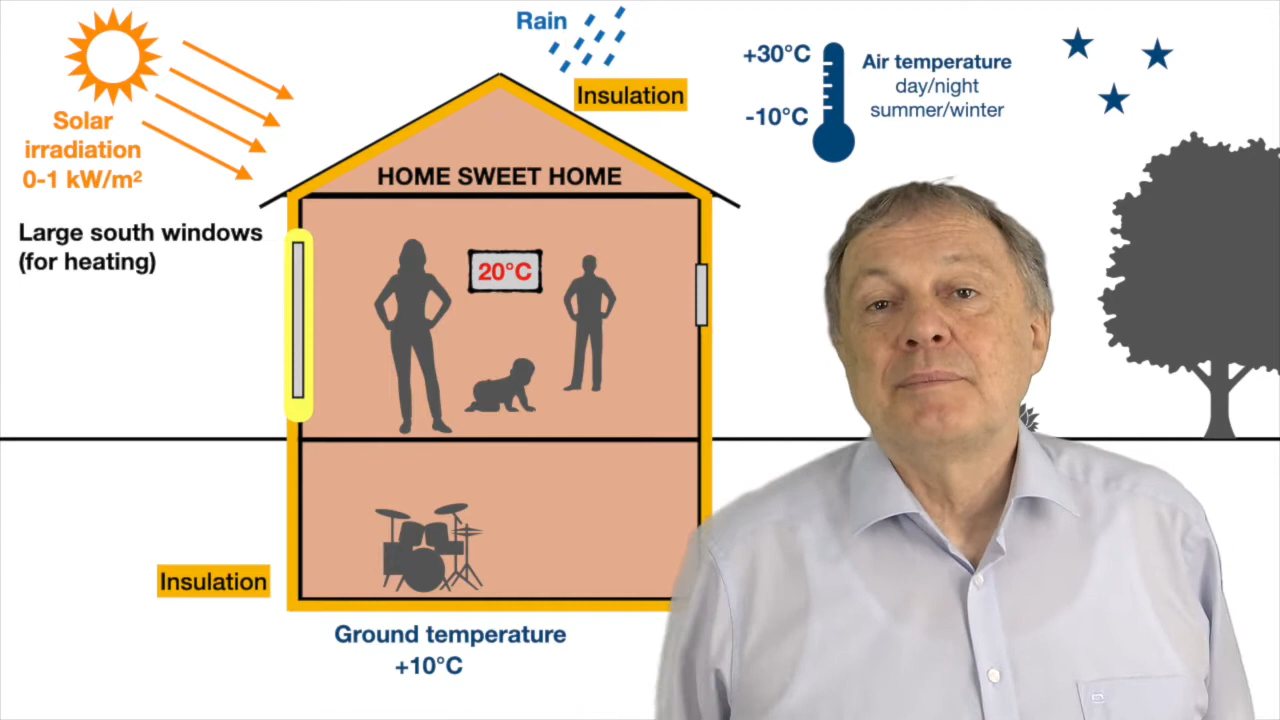 Rain
Insulation
+30°C
-10°C
Air temperature
day/night
summer/winter
Solar
irradiation
0-1 kW/m²
HOME SWEET HOME
Large south windows
(for heating)
20°C
Insulation
Ground temperature
+10°C